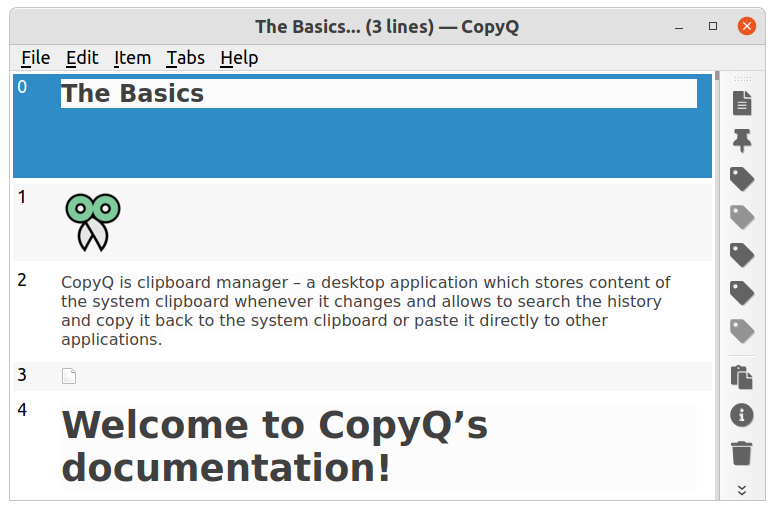 The Basics... (3 lines) — CopyQ
File Edit Item Tabs Help
0
The Basics
1
2
CopyQ is clipboard manager – a desktop application which stores content of
the system clipboard whenever it changes and allows to search the history
and copy it back to the system clipboard or paste it directly to other
applications.
3
4
Welcome to CopyQ’s
documentation!